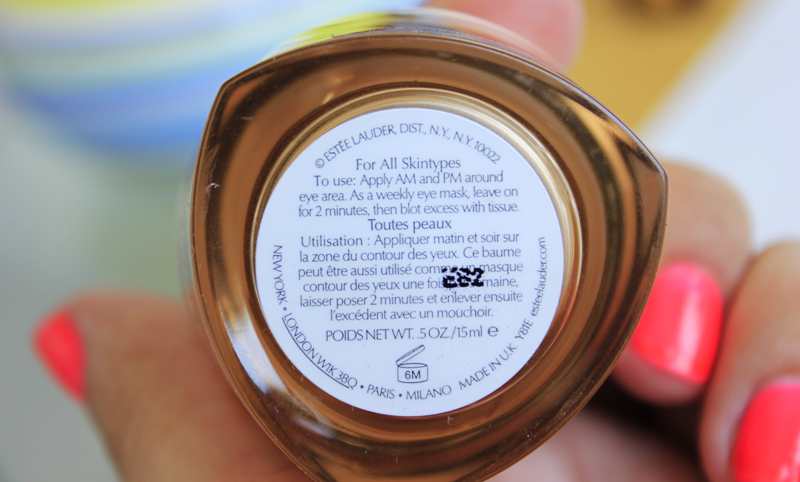 © ESTĒE LAUDER, DIST., N.Y., N.Y. 10022
For All Skintypes
To use: Apply AM and PM around
eye area. As a weekly eye mask, leave on
for 2 minutes, then blot excess with tissue.
Toutes peaux
Utilisation : Appliquer matin et soir sur
la zone du contour des yeux. Ce baume
peut être aussi utilisé masque
contour des yeux une
laisser poser 2 minutes et enlever ensuite
l'excédent avec un mouchoir.
POIDS NET WT. .5 OZ./15ml ℮
6M
NEW YORK • LONDON W1K 3BQ • PARIS • MILANO MADE IN U.K. Y81E esteelauder.com